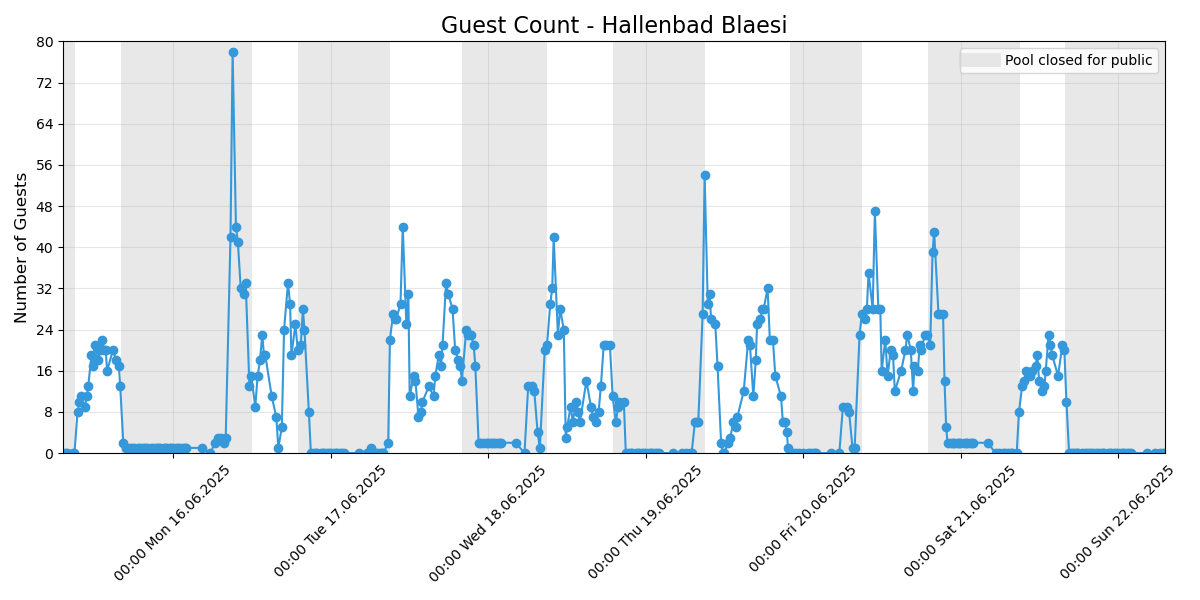 Guest Count - Hallenbad Blaesi
Pool closed for public
Number of Guests
80
72
64
56
48
40
32
24
16
8
0
00:00 Mon 16.06.2025
00:00 Tue 17.06.2025
00:00 Wed 18.06.2025
00:00 Thu 19.06.2025
00:00 Fri 20.06.2025
00:00 Sat 21.06.2025
00:00 Sun 22.06.2025